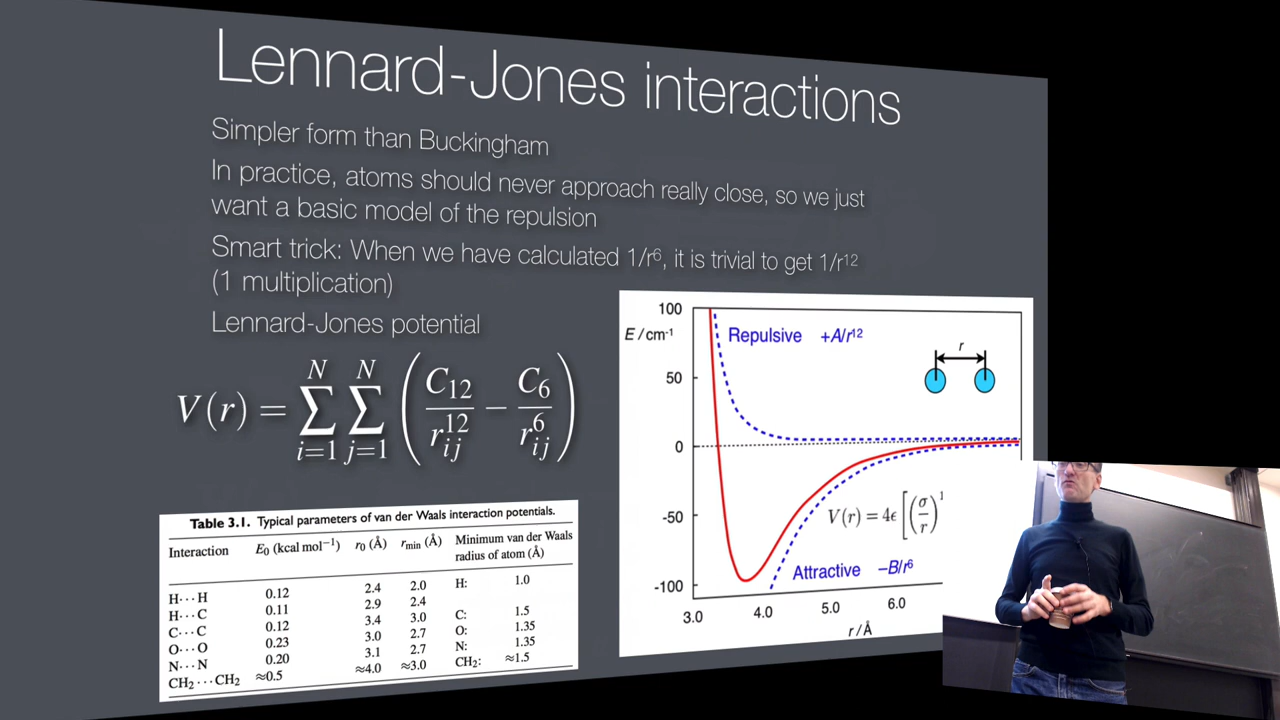 Lennard-Jones interactions
Simpler form than Buckingham
In practice, atoms should never approach really close, so we just
want a basic model of the repulsion
Smart trick: When we have calculated 1/r⁶, it is trivial to get 1/r¹²
(1 multiplication)
Lennard-Jones potential
V(r) = ∑_{i=1}^{N} ∑_{j=1}^{N} (C₁₂/r_{ij}^{12} − C₆/r_{ij}^{6})
Table 3.1. Typical parameters of van der Waals interaction potentials.
Interaction E₀ (kcal mol⁻¹) r₀ (Å) r_min (Å) Minimum van der Waals
radius of atom (Å)
H···H 0.12 2.4 2.0 H: 1.0
H···C 0.11 2.9 2.4
C···C 0.12 3.4 3.0 C: 1.5
O···O 0.23 3.0 2.7 O: 1.35
N···N 0.20 3.1 2.7 N: 1.35
CH₂···CH₂ ≈0.5 ≈4.0 ≈3.0 CH₂: ≈1.5
E / cm⁻¹
100
50
0
-50
-100
Repulsive +A/r¹²
r
V(r) = 4ϵ [(σ/r)¹
Attractive −B/r⁶
3.0 4.0 5.0 6.0
r / Å